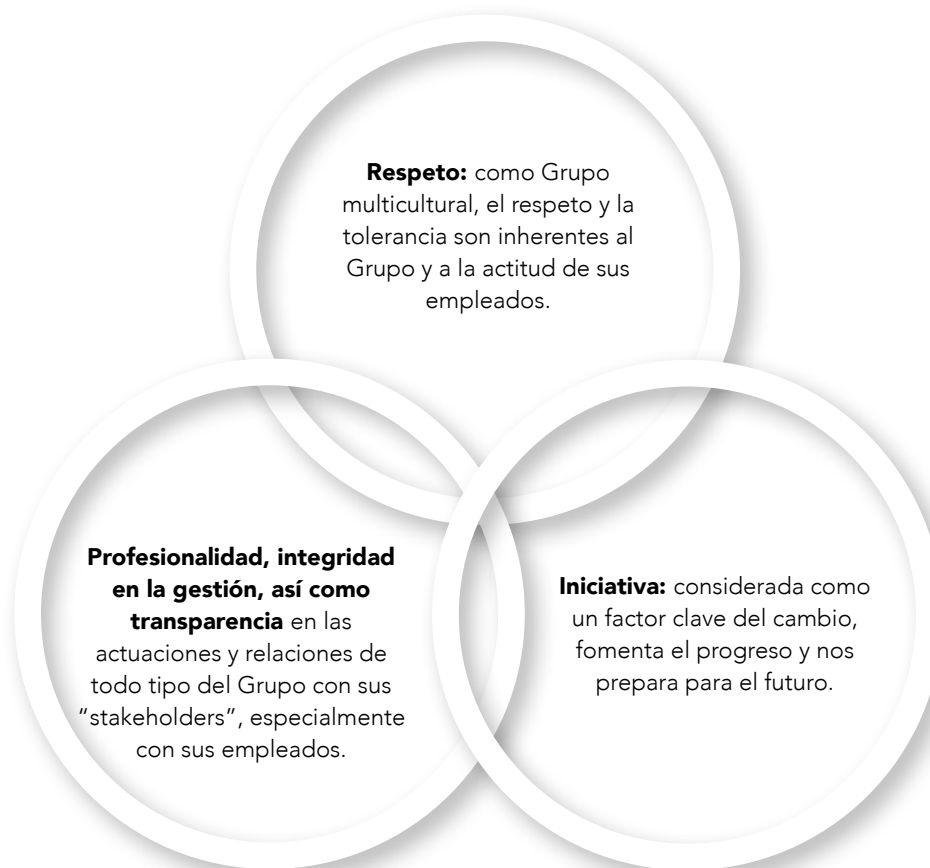 Respeto: como Grupo
multicultural, el respeto y la
tolerancia son inherentes al
Grupo y a la actitud de sus
empleados.
Profesionalidad, integridad
en la gestión, así como
transparencia en las
actuaciones y relaciones de
todo tipo del Grupo con sus
“stakeholders”, especialmente
con sus empleados.
Iniciativa: considerada como
un factor clave del cambio,
fomenta el progreso y nos
prepara para el futuro.